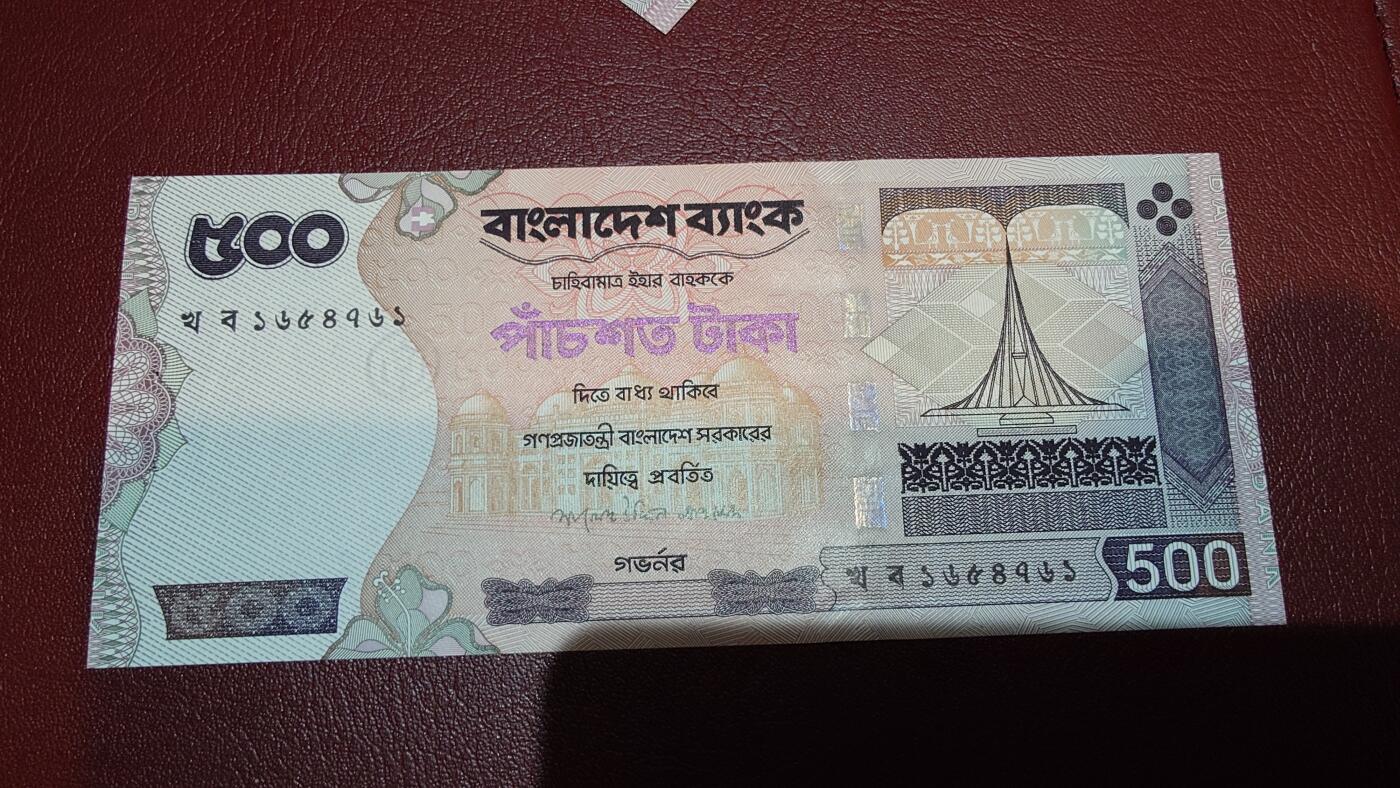 ৫০০
বাংলাদেশ ব্যাংক
চাহিবামাত্র ইহার বাহককে
খ ব ১৬৫৪৭৬১
পাঁচশত টাকা
দিতে বাধ্য থাকিবে
গণপ্রজাতন্ত্রী বাংলাদেশ সরকারের
দায়িত্বে প্রবর্তিত
গভর্নর
খ ব ১৬৫৪৭৬১
500